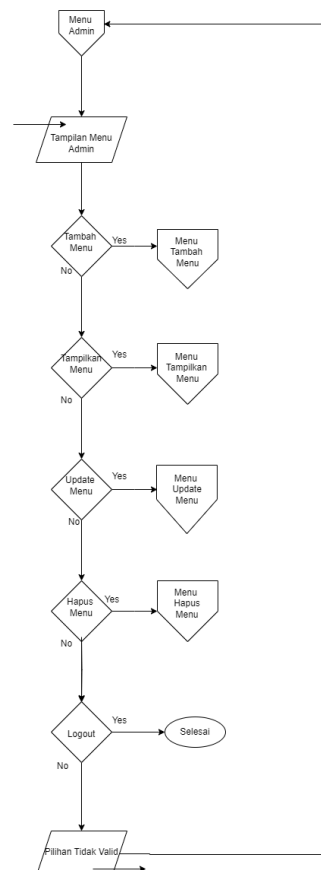 Menu
Admin
Tampilan Menu
Admin
Tambah
Menu
Yes
No
Menu
Tambah
Menu
Tampilkan
Menu
Yes
No
Menu
Tampilkan
Menu
Update
Menu
Yes
No
Menu
Update
Menu
Hapus
Menu
Yes
No
Menu
Hapus
Menu
Logout
Yes
No
Selesai
Pilihan Tidak Valid